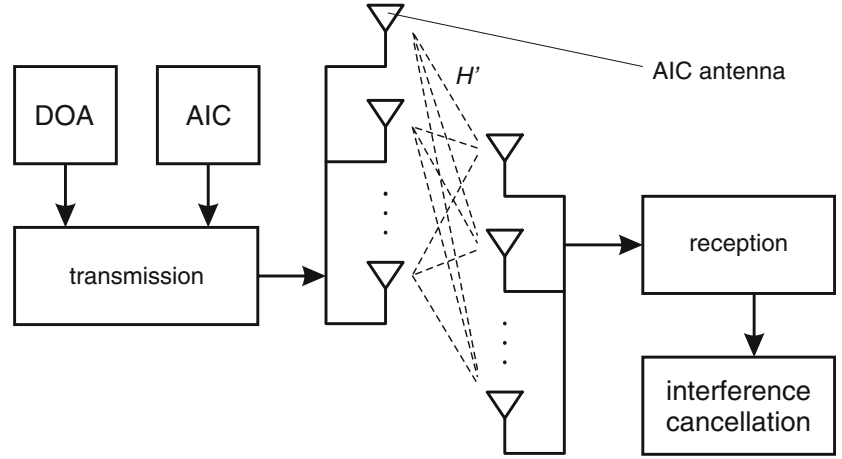 H'
AIC antenna
DOA
AIC
transmission
reception
interference
cancellation